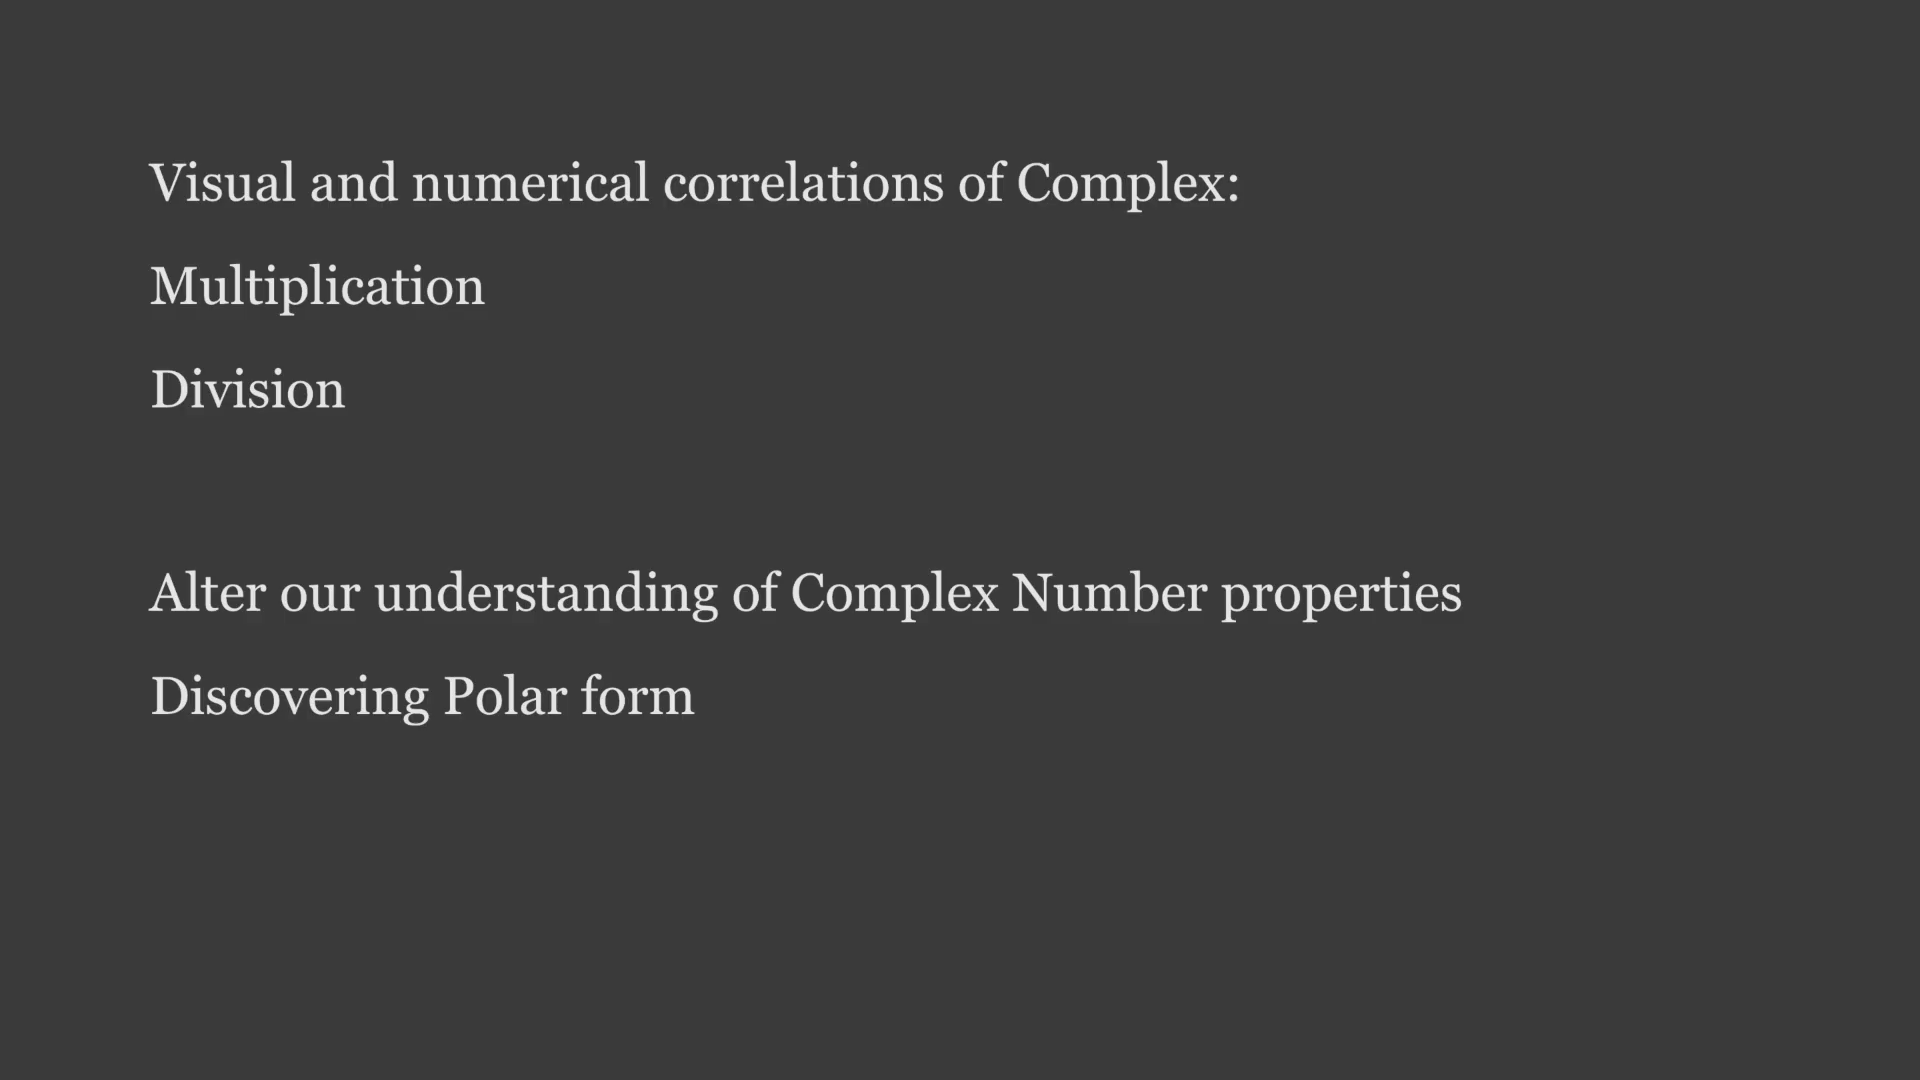 Visual and numerical correlations of Complex:
Multiplication
Division
Alter our understanding of Complex Number properties
Discovering Polar form